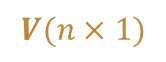 𝑽(𝑛 × 1)